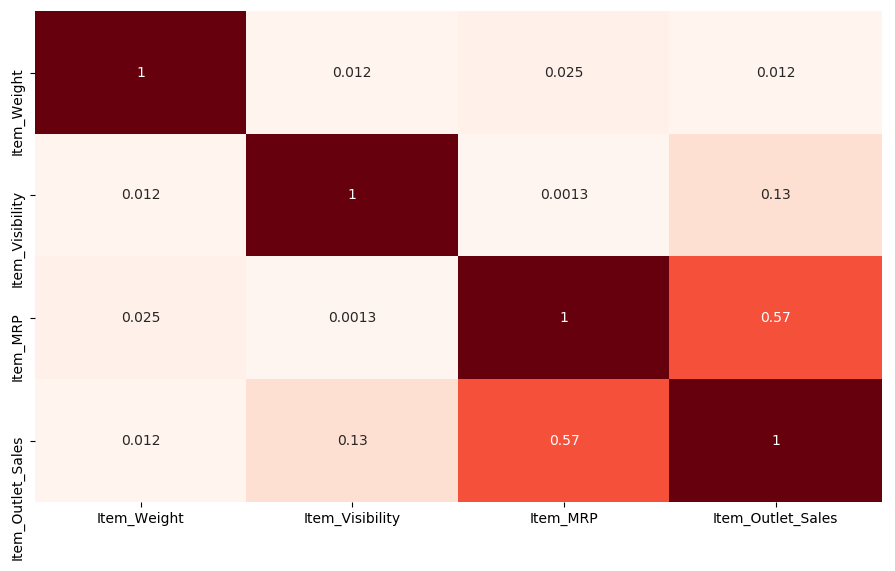 Item_Weight
1
0.012
0.025
0.012
Item_Visibility
0.012
1
0.0013
0.13
Item_MRP
0.025
0.0013
1
0.57
Item_Outlet_Sales
0.012
0.13
0.57
1
Item_Weight
Item_Visibility
Item_MRP
Item_Outlet_Sales